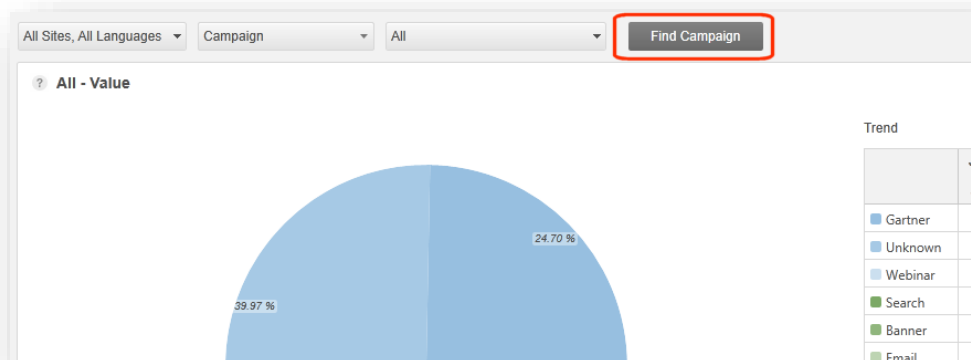 All Sites, All Languages
Campaign
All
Find Campaign
? All - Value
Trend
24.70 %
39.97 %
Gartner
Unknown
Webinar
Search
Banner
Email